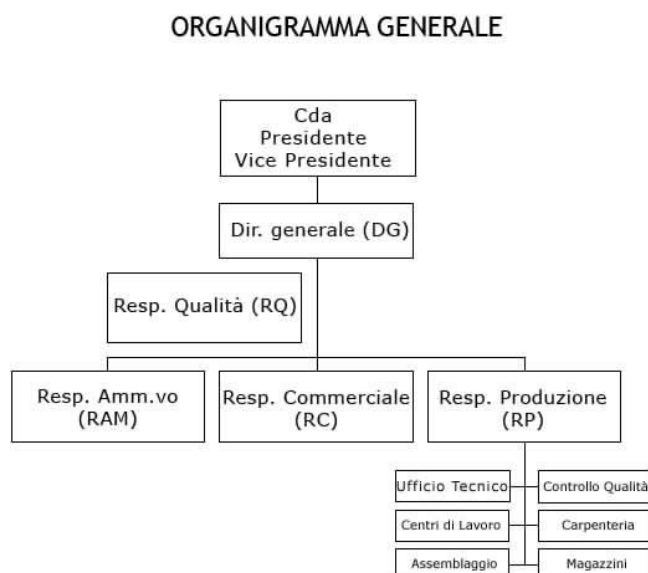 ORGANIGRAMMA GENERALE
Cda
Presidente
Vice Presidente
Dir. generale (DG)
Resp. Qualità (RQ)
Resp. Amm.vo
(RAM)
Resp. Commerciale
(RC)
Resp. Produzione
(RP)
Ufficio Tecnico
Controllo Qualità
Centri di Lavoro
Carpenteria
Assemblaggio
Magazzini